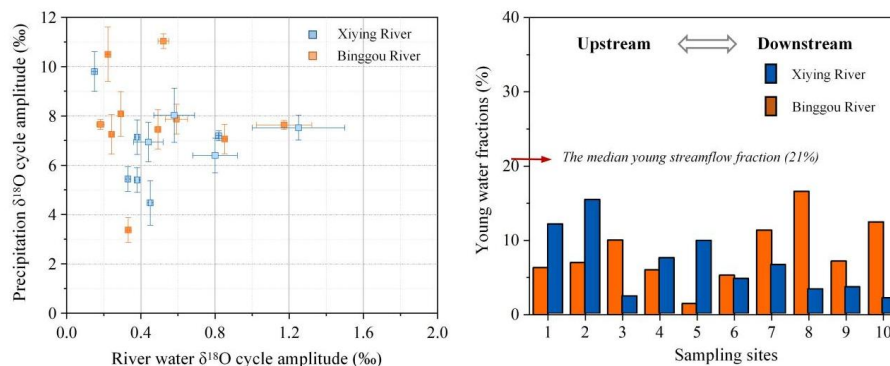 12
10
8
6
4
2
0
Precipitation δ¹⁸O cycle amplitude (‰)
Xiying River
Binggou River
0.0 0.4 0.8 1.2 1.6 2.0
River water δ¹⁸O cycle amplitude (‰)
40
30
20
10
0
Young water fractions (%)
Upstream Downstream
Xiying River
Binggou River
The median young streamflow fraction (21%)
1 2 3 4 5 6 7 8 9 10
Sampling sites